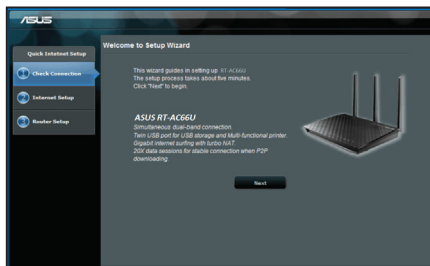 ASUS
Quick Internet Setup
Check Connection
Internet Setup
Router Setup
Welcome to Setup Wizard
This wizard guides in setting up RT-AC66U
The setup process takes about five minutes.
Click "Next" to begin.
ASUS RT-AC66U
Simultaneous dual-band connection.
Twin USB port for USB storage and Multi-functional printer.
Gigabit internet surfing with turbo NAT.
20X data sessions for stable connection when P2P
downloading.
Next